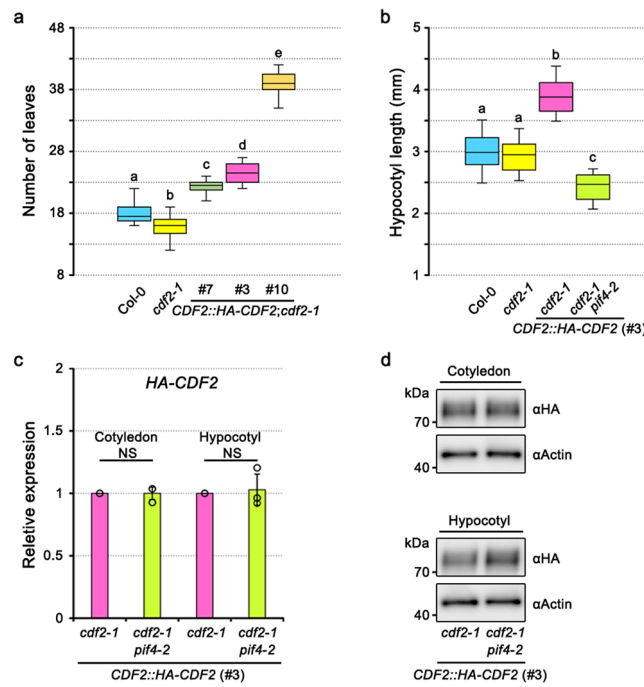 a
Number of leaves
48
38
28
18
8
a
b
c
d
e
Col-0
cdf2-1
#7
#3
#10
CDF2::HA-CDF2;cdf2-1
b
Hypocotyl length (mm)
5
4
3
2
1
a
a
b
c
Col-0
cdf2-1
cdf2-1
cdf2-1
pif4-2
CDF2::HA-CDF2 (#3)
c
HA-CDF2
Reletive expression
2
1.5
1
0.5
0
Cotyledon
NS
Hypocotyl
NS
cdf2-1
cdf2-1
pif4-2
cdf2-1
cdf2-1
pif4-2
CDF2::HA-CDF2 (#3)
d
Cotyledon
kDa
70
αHA
40
αActin
Hypocotyl
kDa
70
αHA
40
αActin
cdf2-1
cdf2-1
pif4-2
CDF2::HA-CDF2 (#3)